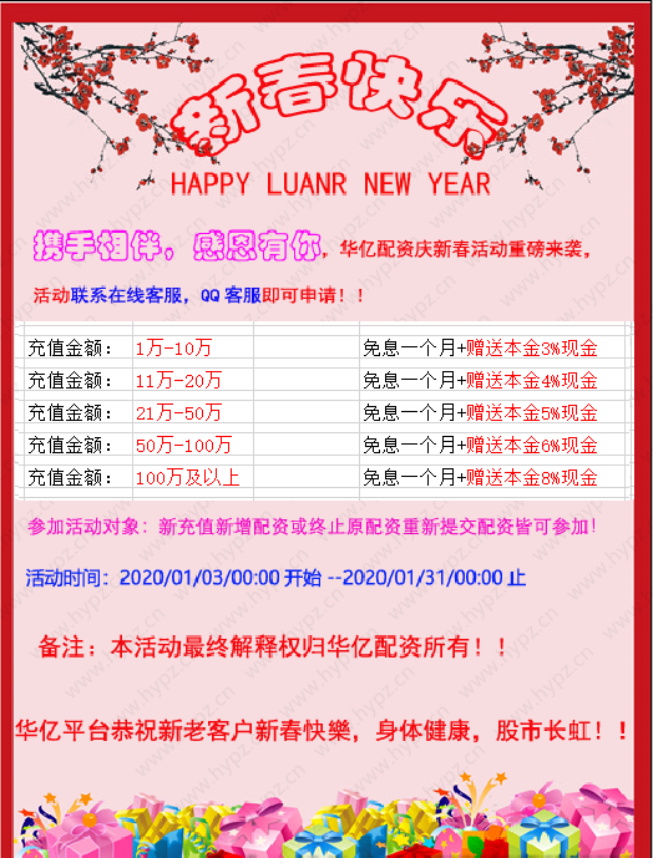 新春快乐
HAPPY LUANR NEW YEAR
携手相伴，感恩有你，华亿配资庆新春活动重磅来袭，
活动联系在线客服，QQ 客服即可申请！！
充值金额： 1万-10万 免息一个月+赠送本金3%现金
充值金额： 11万-20万 免息一个月+赠送本金4%现金
充值金额： 21万-50万 免息一个月+赠送本金5%现金
充值金额： 50万-100万 免息一个月+赠送本金6%现金
充值金额： 100万及以上 免息一个月+赠送本金8%现金
参加活动对象：新充值新增配资或终止原配资重新提交配资皆可参加！
活动时间：2020/01/03/00:00 开始 --2020/01/31/00:00 止
备注：本活动最终解释权归华亿配资所有！！
华亿平台恭祝新老客户新春快樂，身体健康，股市长虹！！
www.hypz.cn